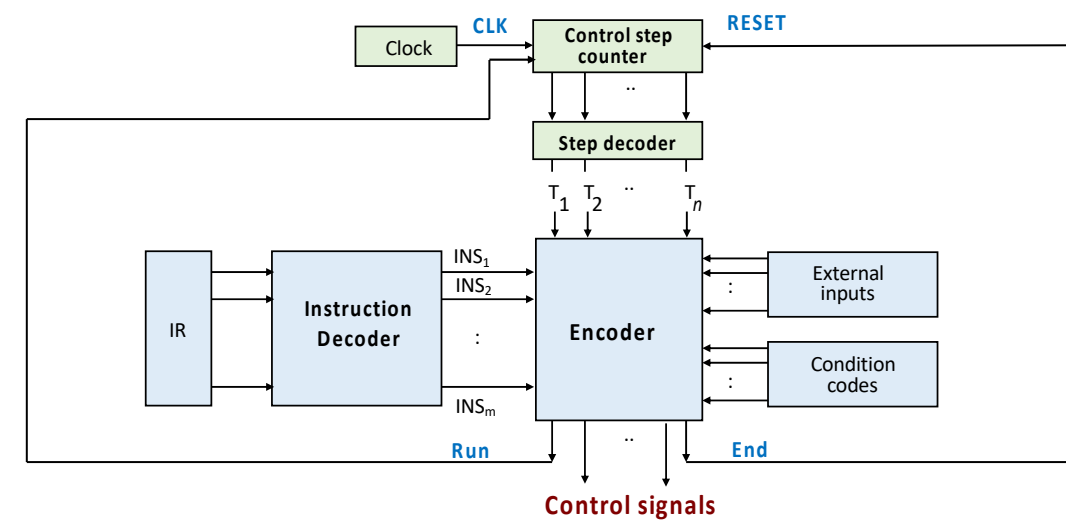 CLK
RESET
Clock
Control step
counter
..
Step decoder
T1 T2 .. Tn
IR
Instruction
Decoder
INS1
INS2
:
INSm
Encoder
External
inputs
:
Condition
codes
:
Run
..
End
Control signals